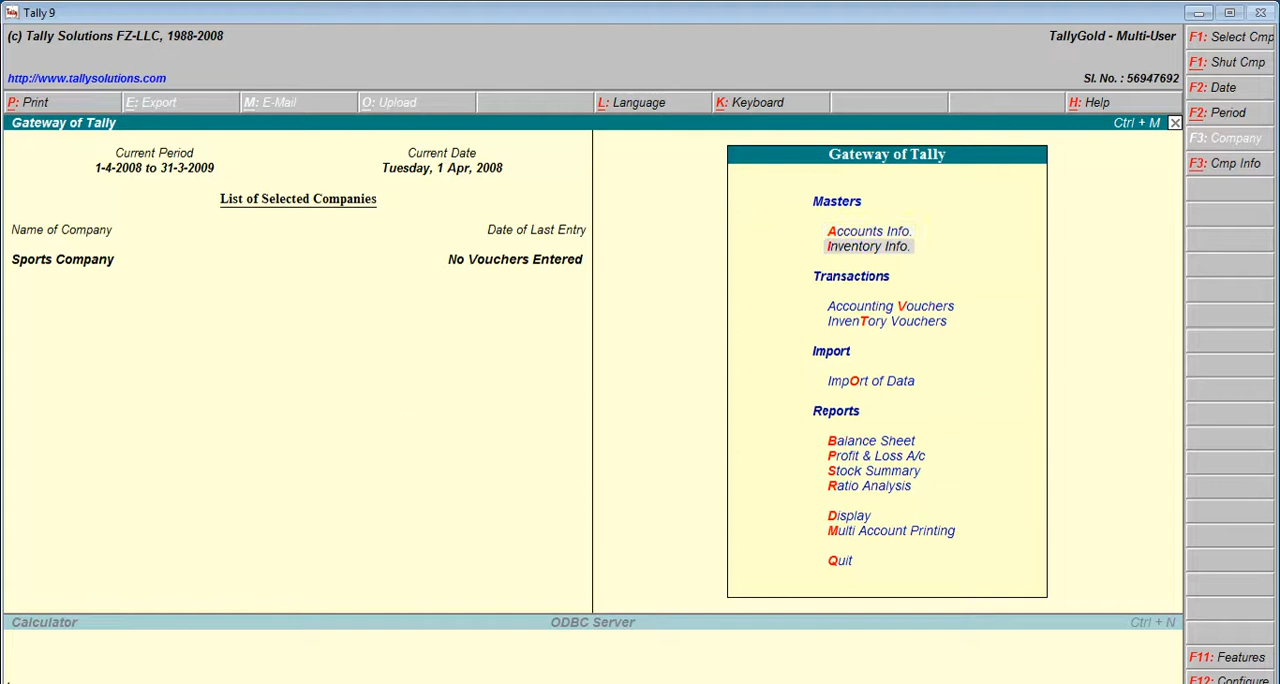 Tally 9
(c) Tally Solutions FZ-LLC, 1988-2008
TallyGold - Multi-User
http://www.tallysolutions.com
Sl. No. : 56947692
P: Print
E: Export
M: E-Mail
O: Upload
L: Language
K: Keyboard
H: Help
Gateway of Tally
Ctrl + M
Current Period
1-4-2008 to 31-3-2009
Current Date
Tuesday, 1 Apr, 2008
List of Selected Companies
Name of Company
Date of Last Entry
Sports Company
No Vouchers Entered
Gateway of Tally
Masters
Accounts Info.
Inventory Info.
Transactions
Accounting Vouchers
InvenTory Vouchers
Import
ImpOrt of Data
Reports
Balance Sheet
Profit & Loss A/c
Stock Summary
Ratio Analysis
Display
Multi Account Printing
Quit
F1: Select Cmp
F1: Shut Cmp
F2: Date
F2: Period
F3: Company
F3: Cmp Info
F11: Features
F12: Configure
Calculator
ODBC Server
Ctrl + N